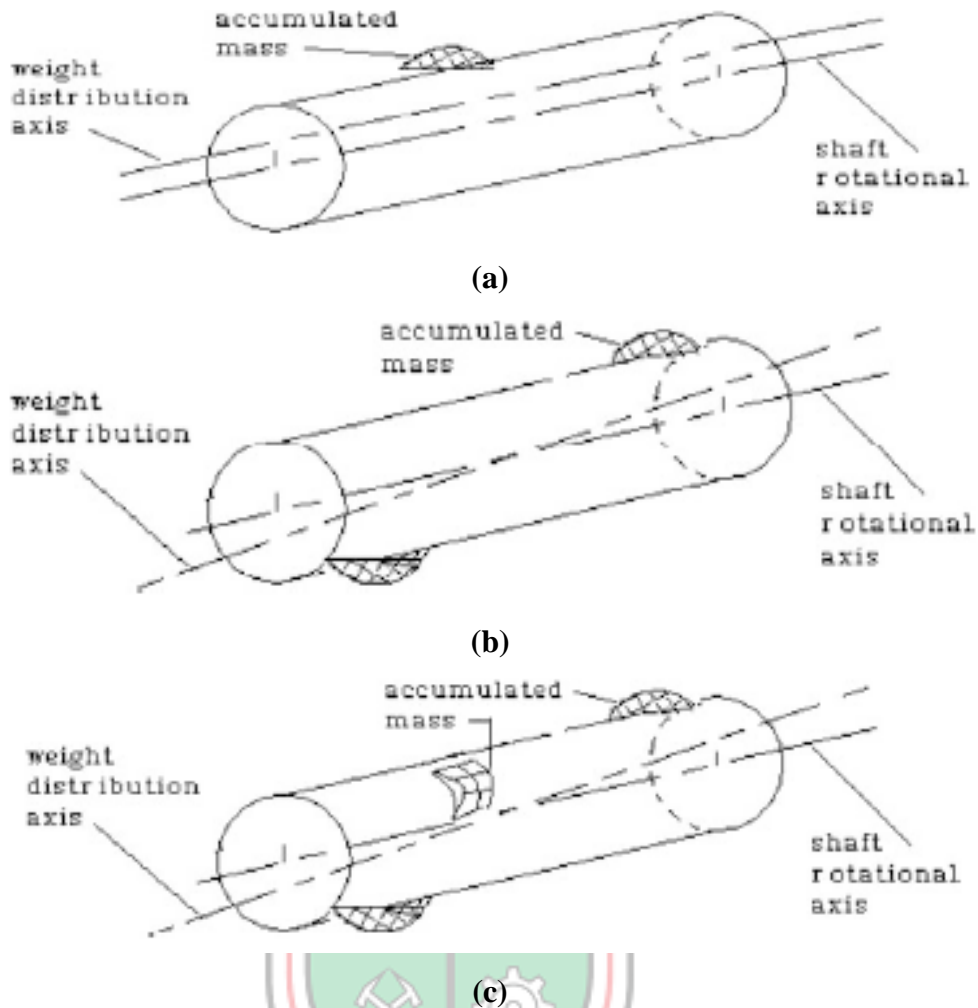 accumulated
mass
weight
distribution
axis
shaft
rotational
axis
(a)
accumulated
mass
weight
distribution
axis
shaft
rotational
axis
(b)
accumulated
mass
weight
distribution
axis
shaft
rotational
axis
(c)